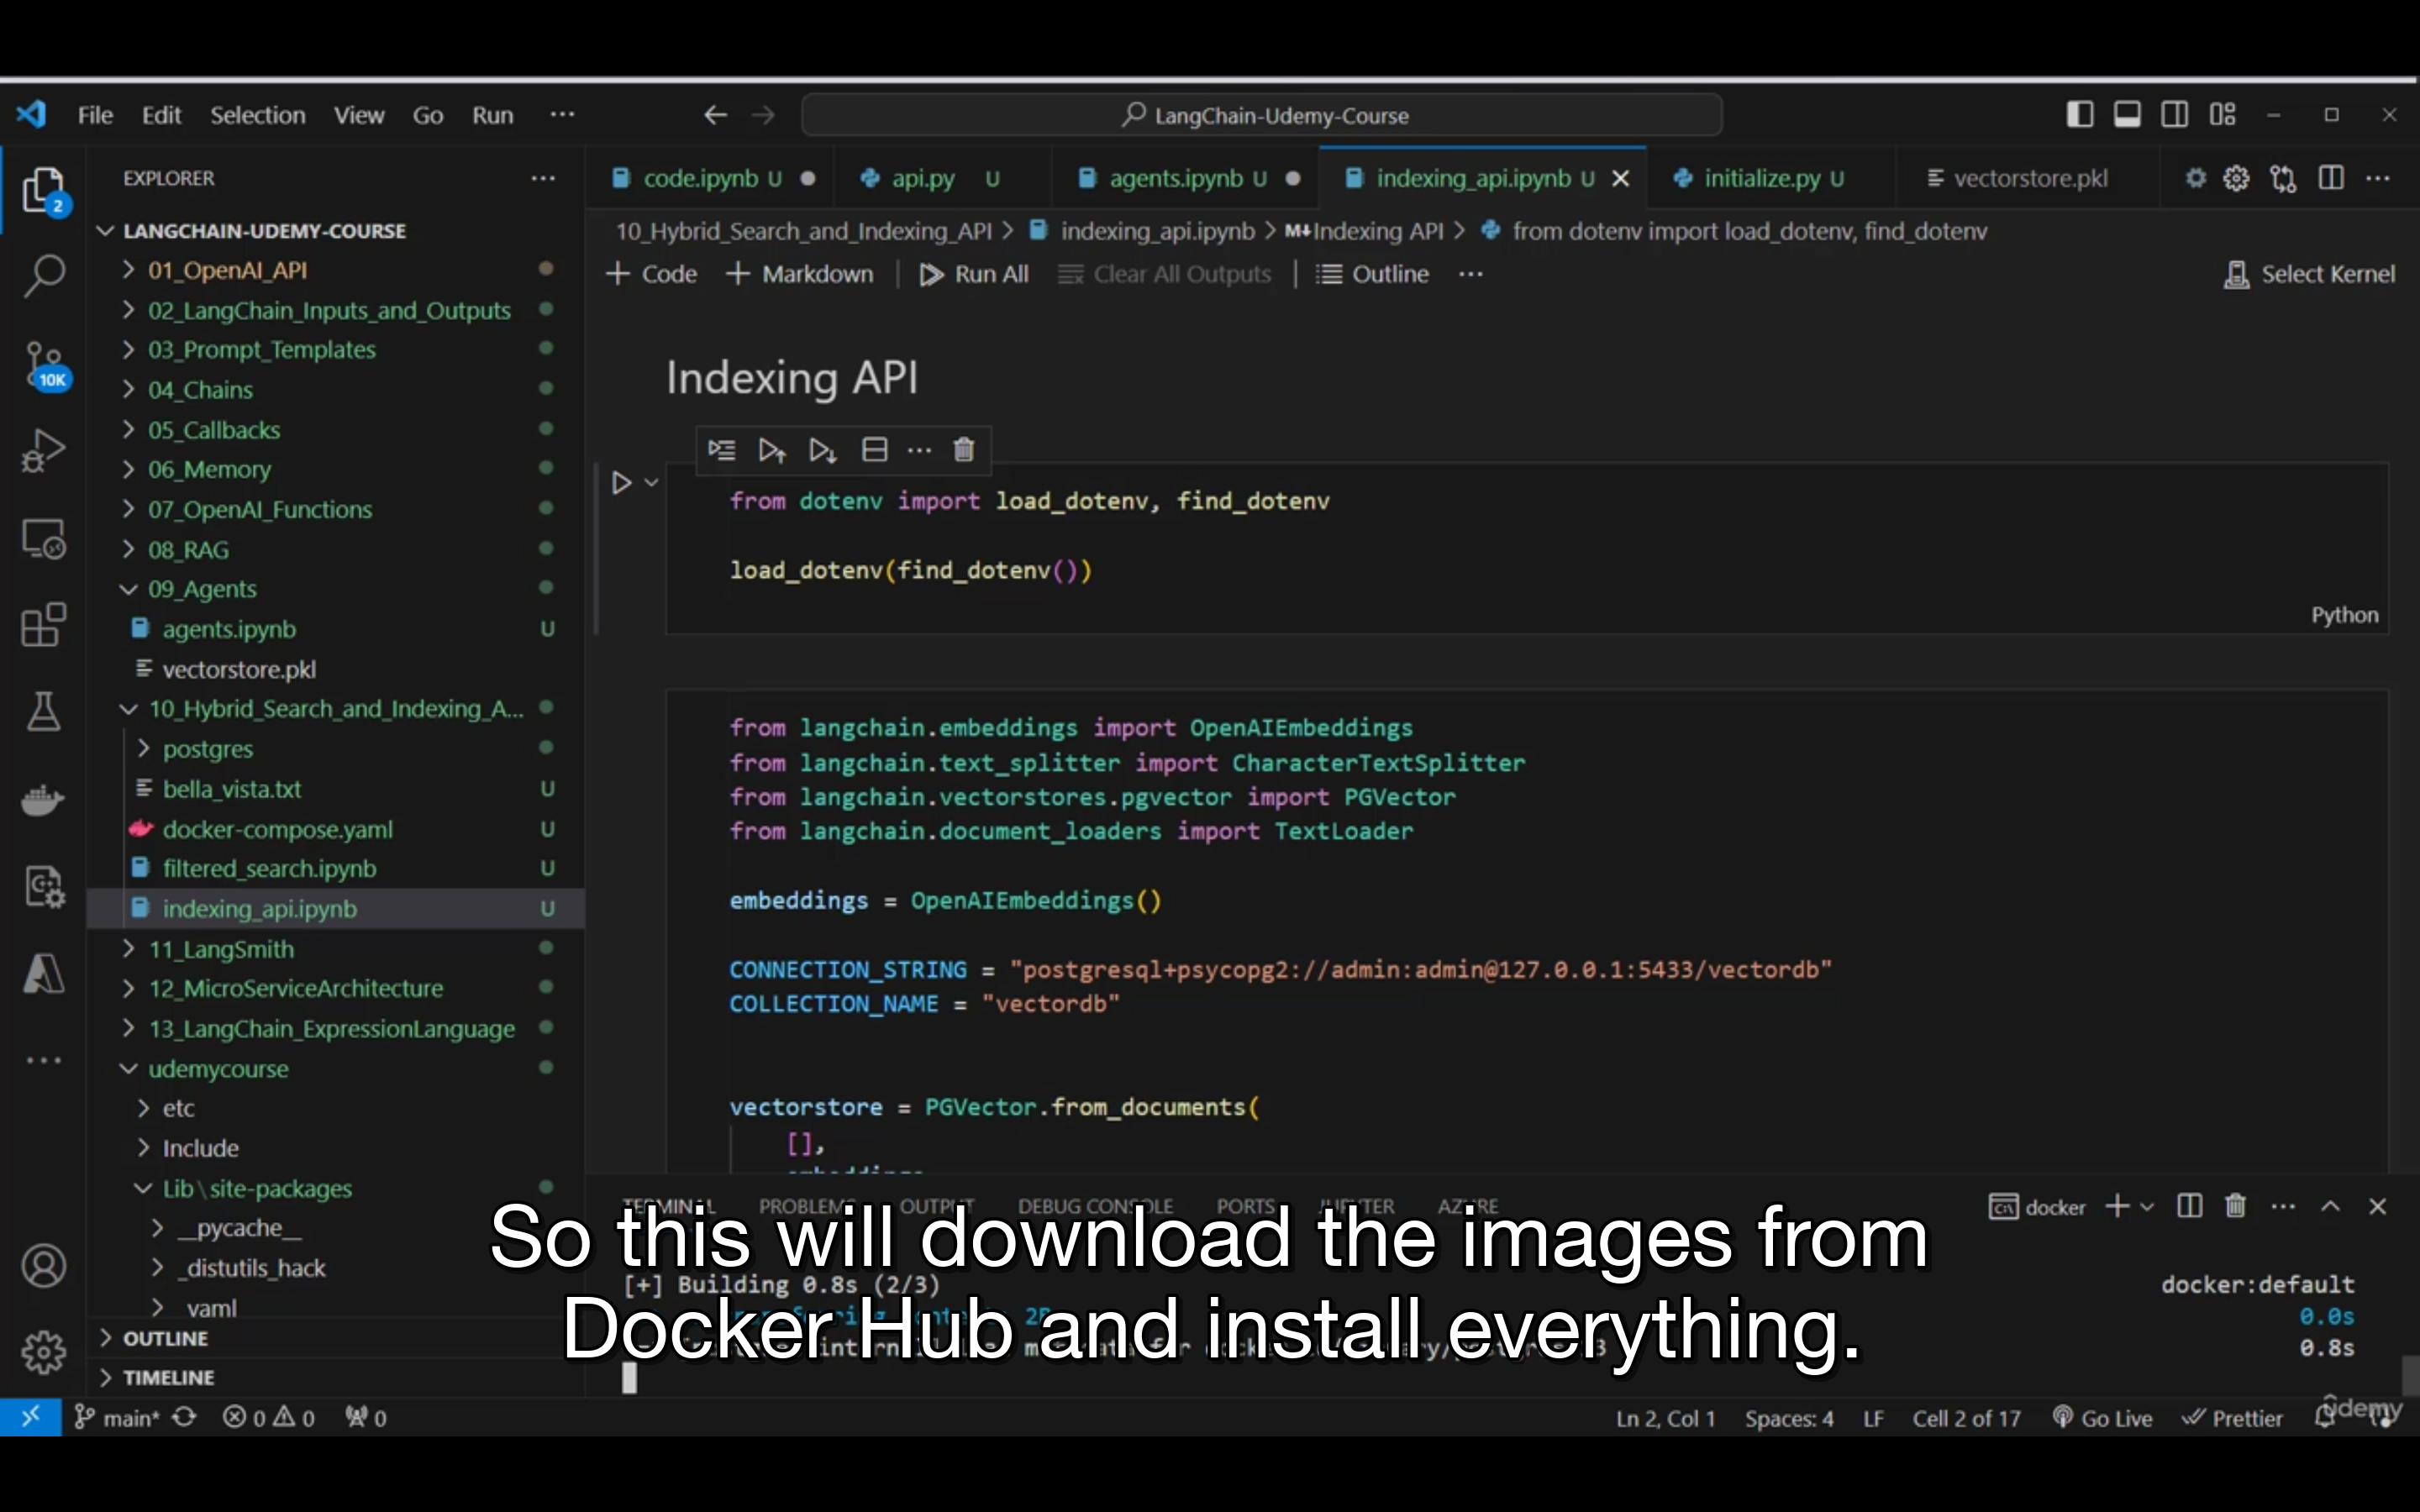 File Edit Selection View Go Run ··· LangChain-Udemy-Course
EXPLORER ···
2
10K
LANGCHAIN-UDEMY-COURSE
01_OpenAI_API
02_LangChain_Inputs_and_Outputs
03_Prompt_Templates
04_Chains
05_Callbacks
06_Memory
07_OpenAI_Functions
08_RAG
09_Agents
agents.ipynb U
vectorstore.pkl
10_Hybrid_Search_and_Indexing_A...
postgres
bella_vista.txt U
docker-compose.yaml U
filtered_search.ipynb U
indexing_api.ipynb U
11_LangSmith
12_MicroServiceArchitecture
13_LangChain_ExpressionLanguage
udemycourse
etc
Include
Lib\site-packages
__pycache__
_distutils_hack
yaml
OUTLINE
TIMELINE
code.ipynb U api.py U agents.ipynb U indexing_api.ipynb U initialize.py U vectorstore.pkl
10_Hybrid_Search_and_Indexing_API > indexing_api.ipynb > M↓Indexing API > from dotenv import load_dotenv, find_dotenv
+ Code + Markdown Run All Clear All Outputs Outline ··· Select Kernel
Indexing API
from dotenv import load_dotenv, find_dotenv
load_dotenv(find_dotenv())
Python
from langchain.embeddings import OpenAIEmbeddings
from langchain.text_splitter import CharacterTextSplitter
from langchain.vectorstores.pgvector import PGVector
from langchain.document_loaders import TextLoader
embeddings = OpenAIEmbeddings()
CONNECTION_STRING = "postgresql+psycopg2://admin:admin@127.0.0.1:5433/vectordb"
COLLECTION_NAME = "vectordb"
vectorstore = PGVector.from_documents(
[],
TERMINAL PROBLEMS OUTPUT DEBUG CONSOLE PORTS JUPYTER AZURE docker
So this will download the images from
[+] Building 0.8s (2/3) docker:default
0.0s
Docker Hub and install everything.
0.8s
main* 0 0 0 Ln 2, Col 1 Spaces: 4 LF Cell 2 of 17 Go Live Prettier
udemy